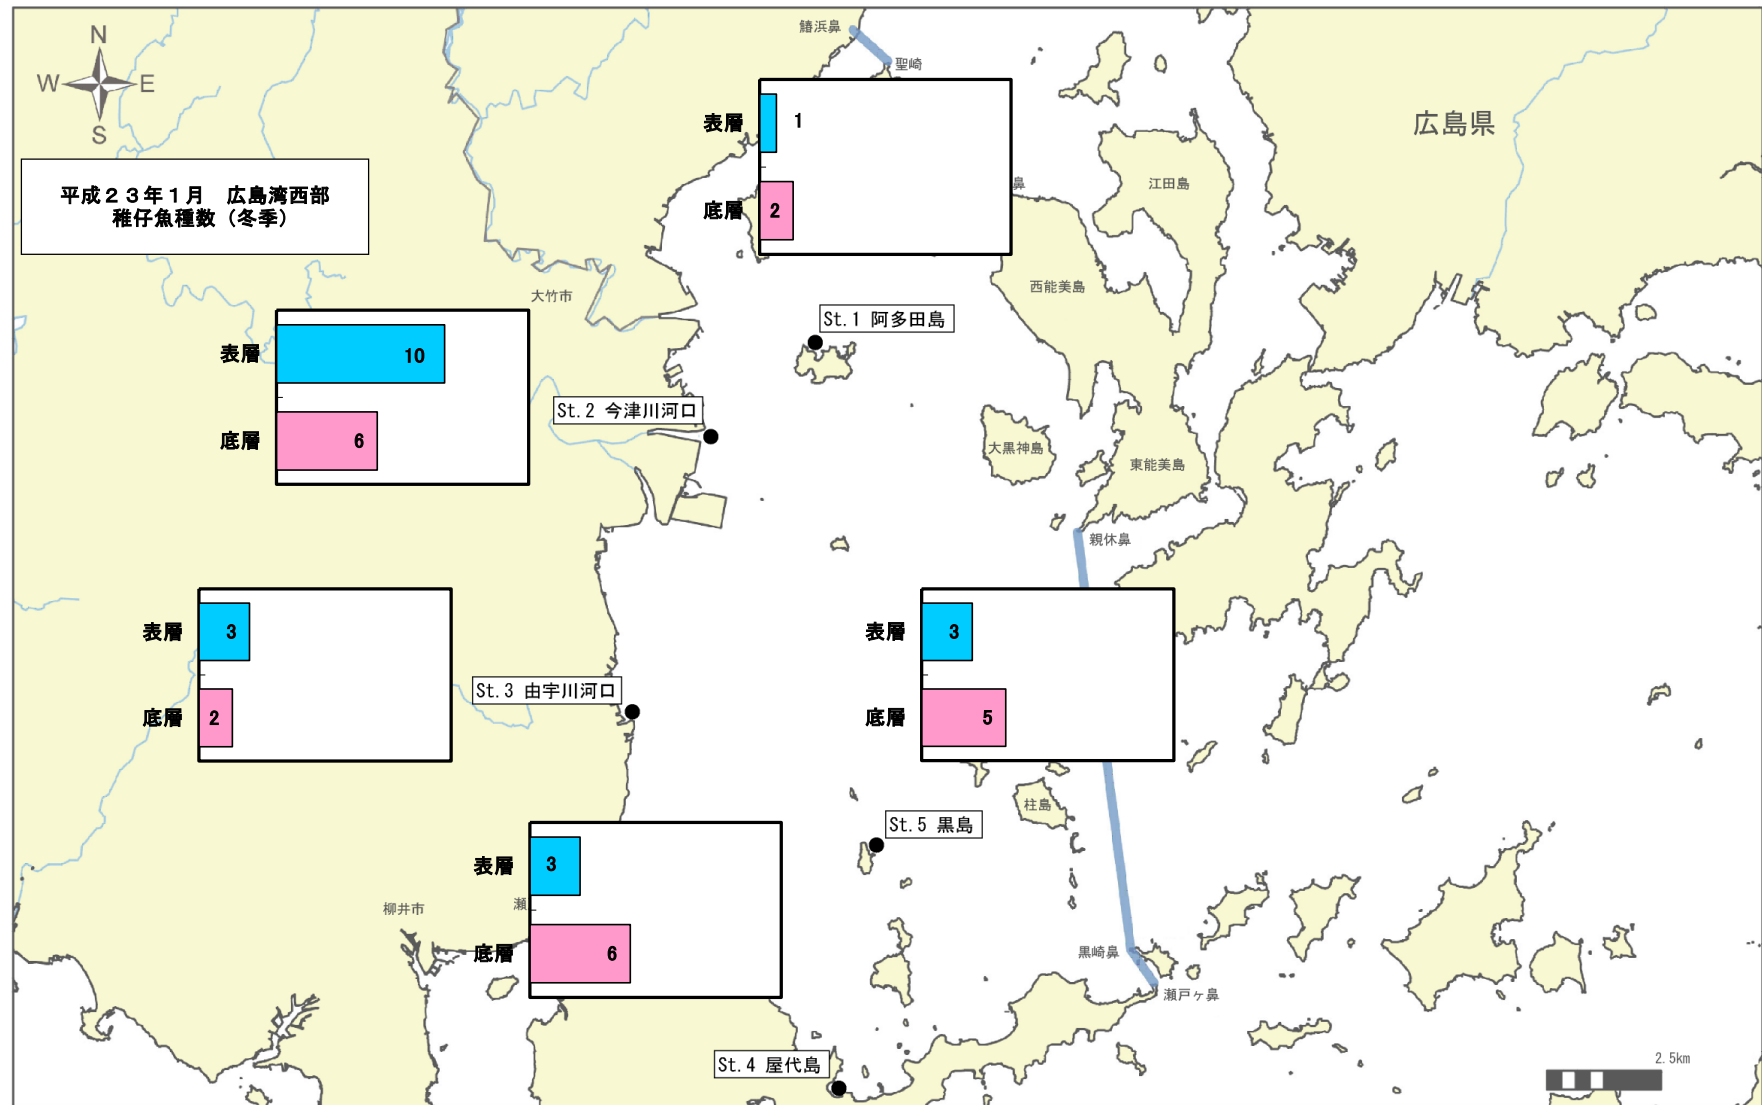 鰆浜鼻
聖崎
N
W
E
S
広島県
表層
1
底層
2
鼻
江田島
平成２３年１月　広島湾西部
稚仔魚種数（冬季）
西能美島
大竹市
St.1 阿多田島
表層
10
底層
6
St.2 今津川河口
大黒神島
東能美島
親休鼻
表層
3
底層
2
St.3 由宇川河口
表層
3
底層
5
柱島
St.5 黒島
表層
3
底層
6
瀬
柳井市
黒崎鼻
瀬戸ヶ鼻
St.4 屋代島
2.5km